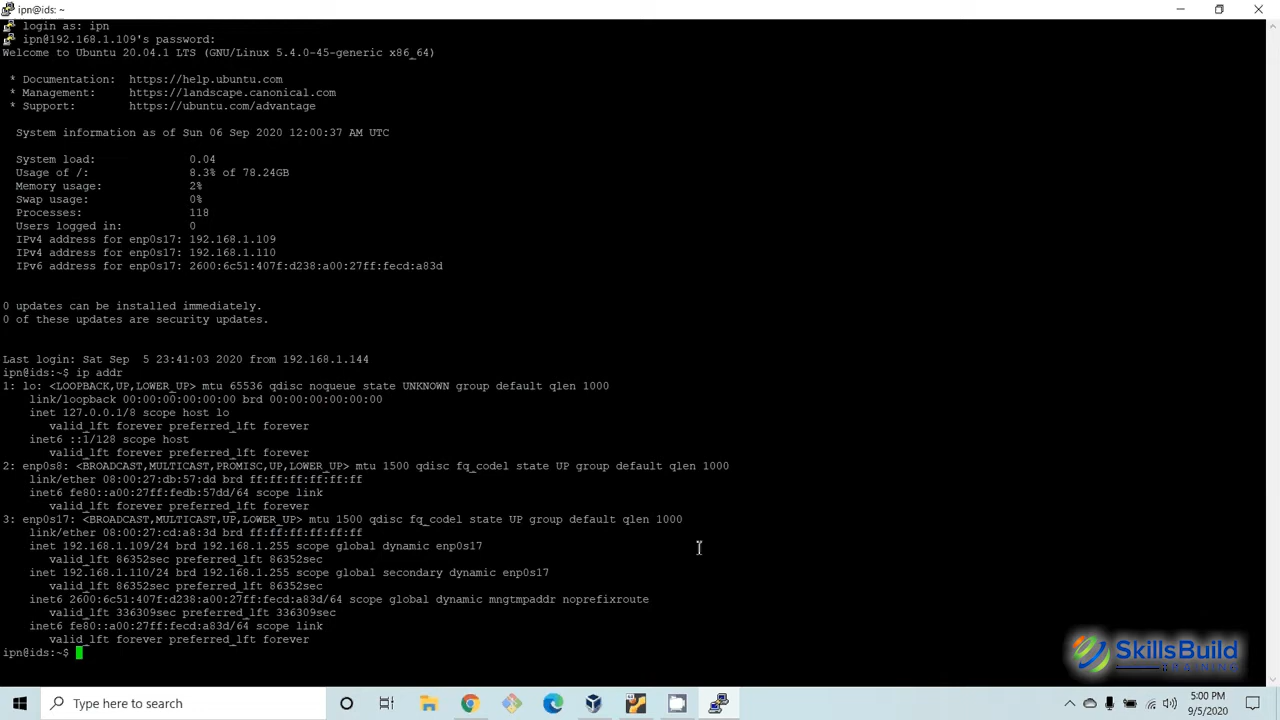 ipn@ids: ~
login as: ipn
ipn@192.168.1.109's password:
Welcome to Ubuntu 20.04.1 LTS (GNU/Linux 5.4.0-45-generic x86_64)
* Documentation:  https://help.ubuntu.com
* Management:     https://landscape.canonical.com
* Support:        https://ubuntu.com/advantage
System information as of Sun 06 Sep 2020 12:00:37 AM UTC
System load:              0.04
Usage of /:               8.3% of 78.24GB
Memory usage:             2%
Swap usage:               0%
Processes:                118
Users logged in:          0
IPv4 address for enp0s17: 192.168.1.109
IPv4 address for enp0s17: 192.168.1.110
IPv6 address for enp0s17: 2600:6c51:407f:d238:a00:27ff:fecd:a83d
0 updates can be installed immediately.
0 of these updates are security updates.
Last login: Sat Sep  5 23:41:03 2020 from 192.168.1.144
ipn@ids:~$ ip addr
1: lo: <LOOPBACK,UP,LOWER_UP> mtu 65536 qdisc noqueue state UNKNOWN group default qlen 1000
link/loopback 00:00:00:00:00:00 brd 00:00:00:00:00:00
inet 127.0.0.1/8 scope host lo
valid_lft forever preferred_lft forever
inet6 ::1/128 scope host
valid_lft forever preferred_lft forever
2: enp0s8: <BROADCAST,MULTICAST,PROMISC,UP,LOWER_UP> mtu 1500 qdisc fq_codel state UP group default qlen 1000
link/ether 08:00:27:db:57:dd brd ff:ff:ff:ff:ff:ff
inet6 fe80::a00:27ff:fedb:57dd/64 scope link
valid_lft forever preferred_lft forever
3: enp0s17: <BROADCAST,MULTICAST,UP,LOWER_UP> mtu 1500 qdisc fq_codel state UP group default qlen 1000
link/ether 08:00:27:cd:a8:3d brd ff:ff:ff:ff:ff:ff
inet 192.168.1.109/24 brd 192.168.1.255 scope global dynamic enp0s17
valid_lft 86352sec preferred_lft 86352sec
inet 192.168.1.110/24 brd 192.168.1.255 scope global secondary dynamic enp0s17
valid_lft 86352sec preferred_lft 86352sec
inet6 2600:6c51:407f:d238:a00:27ff:fecd:a83d/64 scope global dynamic mngtmpaddr noprefixroute
valid_lft 336309sec preferred_lft 336309sec
inet6 fe80::a00:27ff:fecd:a83d/64 scope link
valid_lft forever preferred_lft forever
ipn@ids:~$
SkillsBuild
Type here to search
5:00 PM
9/5/2020